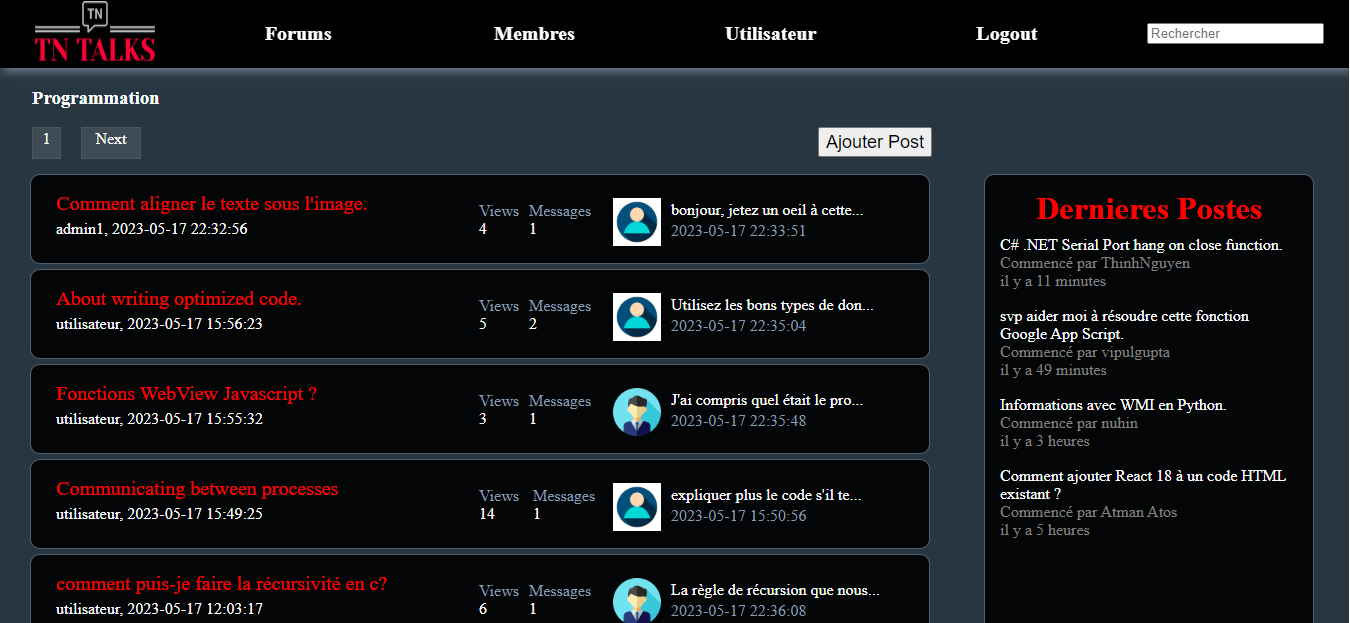 TN
TN TALKS
Forums
Membres
Utilisateur
Logout
Rechercher
Programmation
1
Next
Ajouter Post
Comment aligner le texte sous l'image.
admin1, 2023-05-17 22:32:56
Views Messages
4 1
bonjour, jetez un oeil à cette...
2023-05-17 22:33:51
About writing optimized code.
utilisateur, 2023-05-17 15:56:23
Views Messages
5 2
Utilisez les bons types de don...
2023-05-17 22:35:04
Fonctions WebView Javascript ?
utilisateur, 2023-05-17 15:55:32
Views Messages
3 1
J'ai compris quel était le pro...
2023-05-17 22:35:48
Communicating between processes
utilisateur, 2023-05-17 15:49:25
Views Messages
14 1
expliquer plus le code s'il te...
2023-05-17 15:50:56
comment puis-je faire la récursivité en c?
utilisateur, 2023-05-17 12:03:17
Views Messages
6 1
La règle de récursion que nous...
2023-05-17 22:36:08
Dernieres Postes
C# .NET Serial Port hang on close function.
Commencé par ThinhNguyen
il y a 11 minutes
svp aider moi à résoudre cette fonction
Google App Script.
Commencé par vipulgupta
il y a 49 minutes
Informations avec WMI en Python.
Commencé par nuhin
il y a 3 heures
Comment ajouter React 18 à un code HTML
existant ?
Commencé par Atman Atos
il y a 5 heures